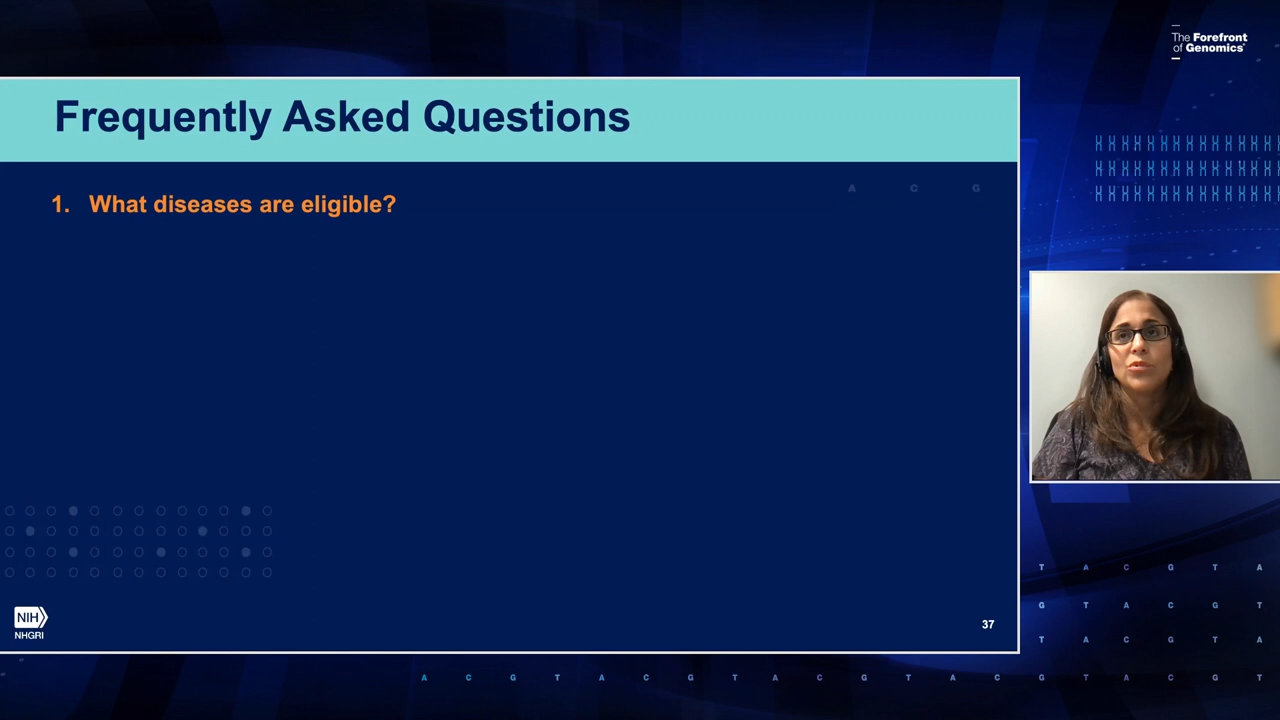 The Forefront
of Genomics®
Frequently Asked Questions
A C G
1. What diseases are eligible?
NIH
NHGRI
37
T A C G T A
G T A C G T
T A C G T A
A C G T A C G T A C G T A C G T A C G T